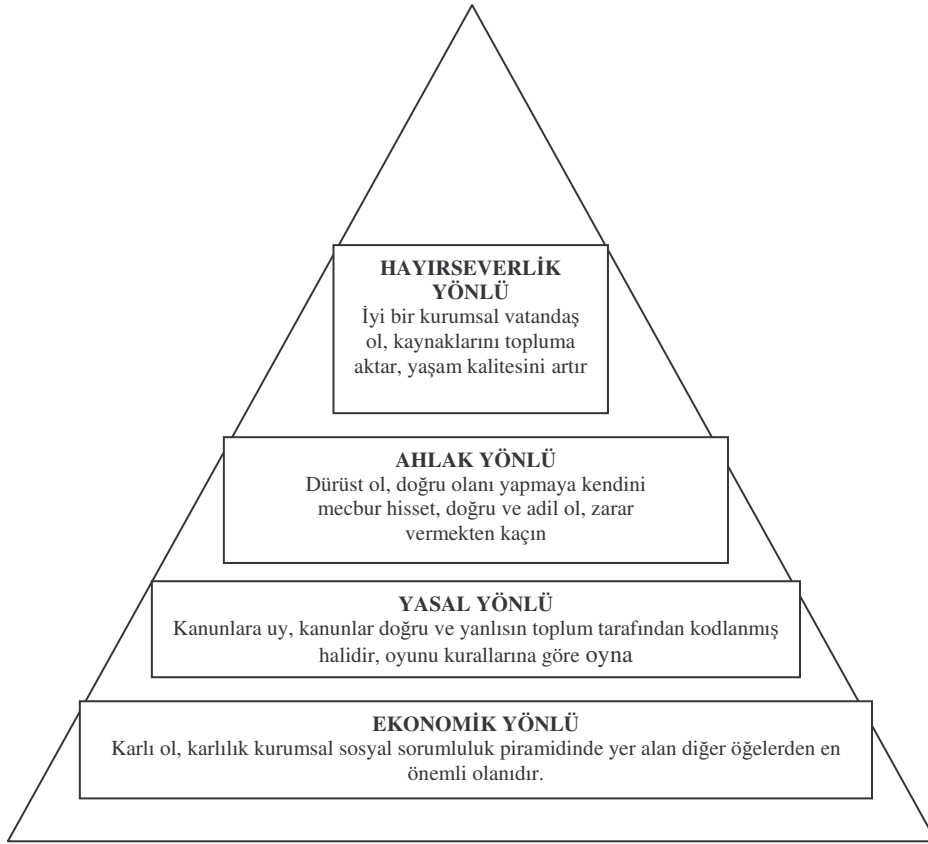 HAYIRSEVERLİK
YÖNLÜ
İyi bir kurumsal vatandaş
ol, kaynaklarını topluma
aktar, yaşam kalitesini artır
AHLAK YÖNLÜ
Dürüst ol, doğru olanı yapmaya kendini
mecbur hisset, doğru ve adil ol, zarar
vermekten kaçın
YASAL YÖNLÜ
Kanunlara uy, kanunlar doğru ve yanlısın toplum tarafından kodlanmış
halidir, oyunu kurallarına göre oyna
EKONOMİK YÖNLÜ
Karlı ol, karlılık kurumsal sosyal sorumluluk piramidinde yer alan diğer öğelerden en
önemli olanıdır.